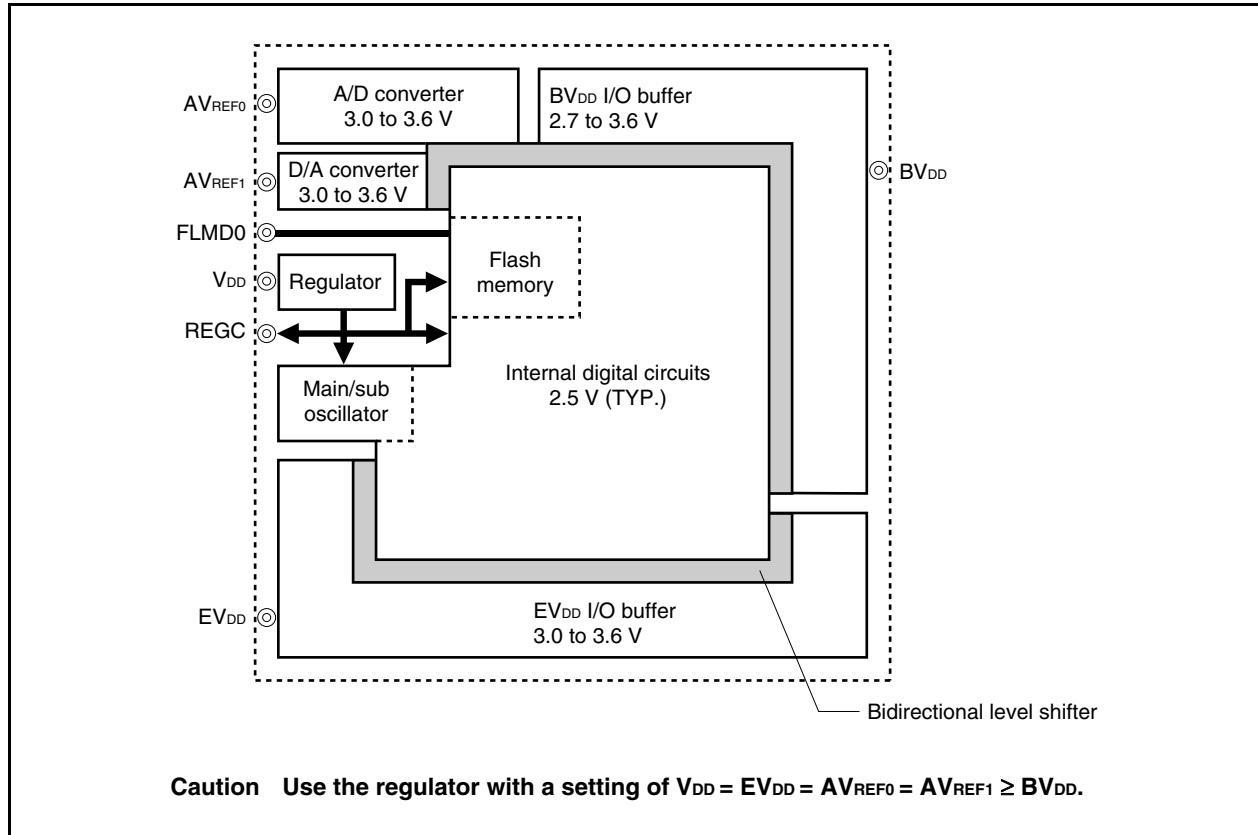 AVREF0
A/D converter
3.0 to 3.6 V
BVDD I/O buffer
2.7 to 3.6 V
AVREF1
D/A converter
3.0 to 3.6 V
BVDD
FLMD0
VDD
Regulator
Flash
memory
REGC
Main/sub
oscillator
Internal digital circuits
2.5 V (TYP.)
EVDD
EVDD I/O buffer
3.0 to 3.6 V
Bidirectional level shifter
Caution Use the regulator with a setting of VDD = EVDD = AVREF0 = AVREF1 ≥ BVDD.